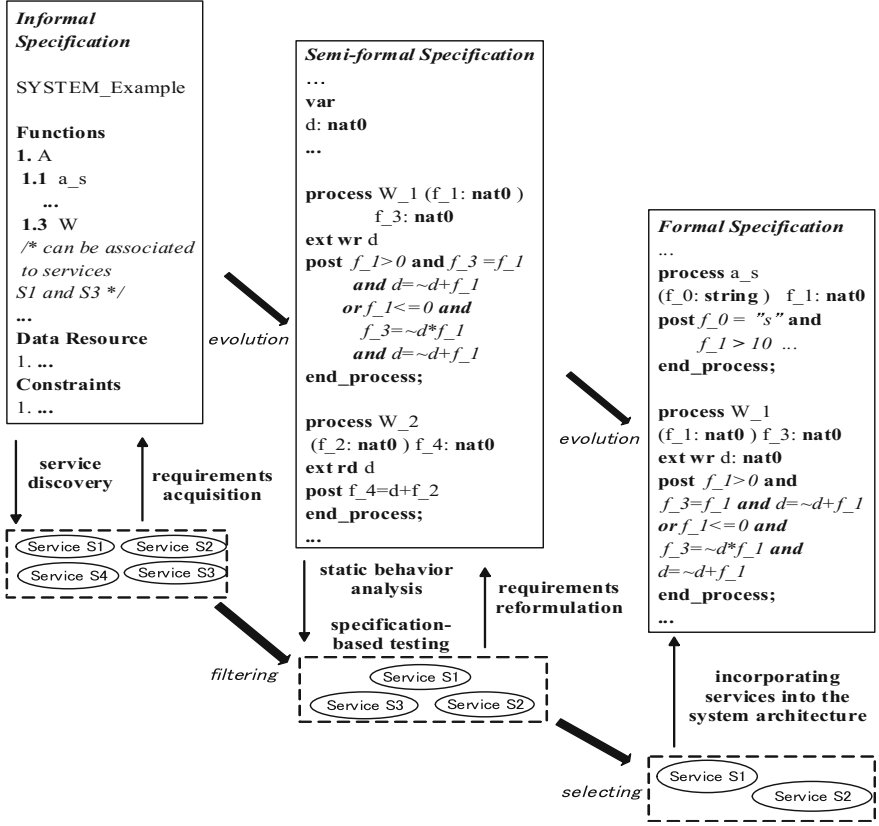 Informal
Specification
SYSTEM_Example
Functions
1. A
1.1 a_s
...
1.3 W
/* can be associated
to services
S1 and S3 */
...
Data Resource
1. ...
Constraints
1. ...
evolution
Semi-formal Specification
...
var
d: nat0
...
process W_1 (f_1: nat0 )
f_3: nat0
ext wr d
post f_1>0 and f_3 =f_1
and d=~d+f_1
or f_1<=0 and
f_3=~d*f_1
and d=~d+f_1
end_process;
process W_2
(f_2: nat0 ) f_4: nat0
ext rd d
post f_4=d+f_2
end_process;
...
evolution
Formal Specification
...
process a_s
(f_0: string ) f_1: nat0
post f_0 = "s" and
f_1 > 10 ...
end_process;
process W_1
(f_1: nat0 ) f_3: nat0
ext wr d: nat0
post f_1>0 and
f_3=f_1 and d=~d+f_1
or f_1<=0 and
f_3=~d*f_1 and
d=~d+f_1
end_process;
...
service
discovery
requirements
acquisition
Service S1
Service S2
Service S4
Service S3
filtering
static behavior
analysis
specification-
based testing
requirements
reformulation
Service S1
Service S3
Service S2
selecting
incorporating
services into the
system architecture
Service S1
Service S2